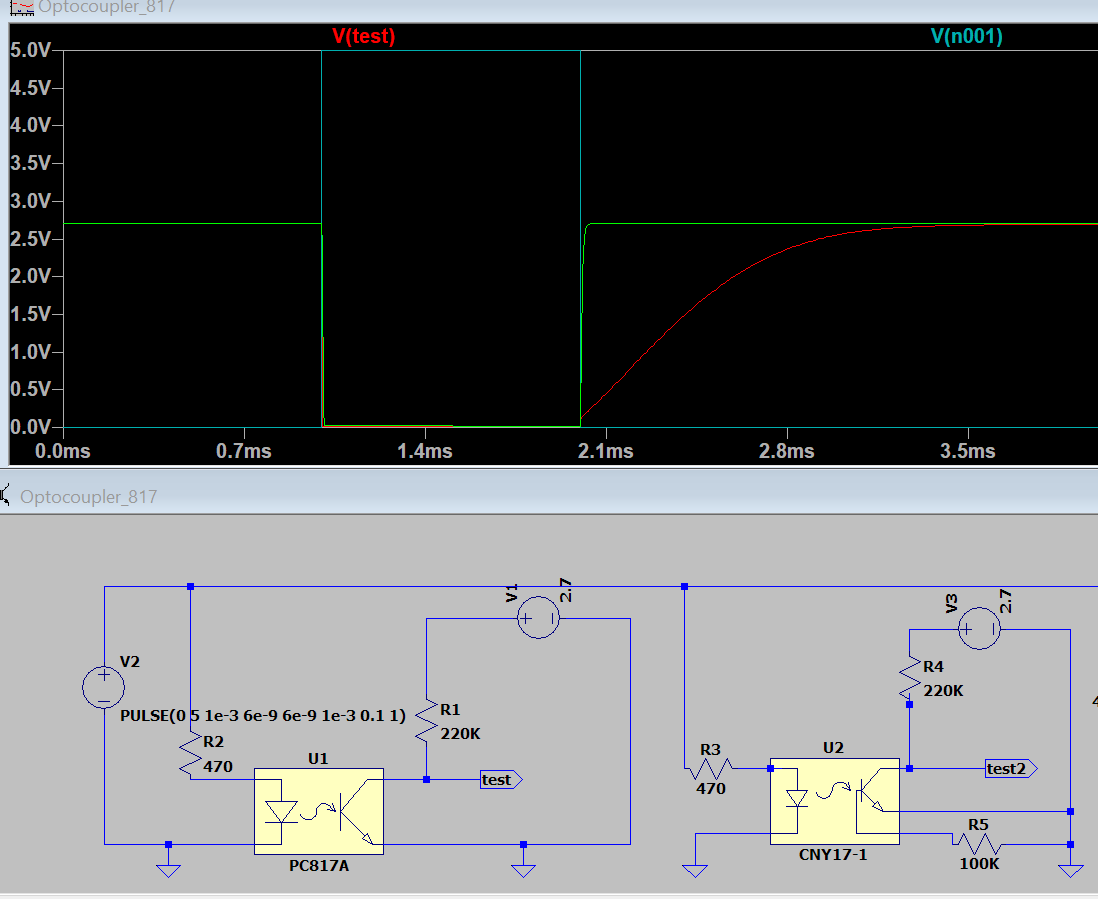 Optocoupler_817
V(test) V(n001)
5.0V
4.5V
4.0V
3.5V
3.0V
2.5V
2.0V
1.5V
1.0V
0.5V
0.0V
0.0ms 0.7ms 1.4ms 2.1ms 2.8ms 3.5ms
Optocoupler_817
V1 2.7
V3 2.7
V2
R4
220K
PULSE(0 5 1e-3 6e-9 6e-9 1e-3 0.1 1)
R1
220K
R2
470
U1
test
PC817A
R3
470
U2
test2
CNY17-1
R5
100K